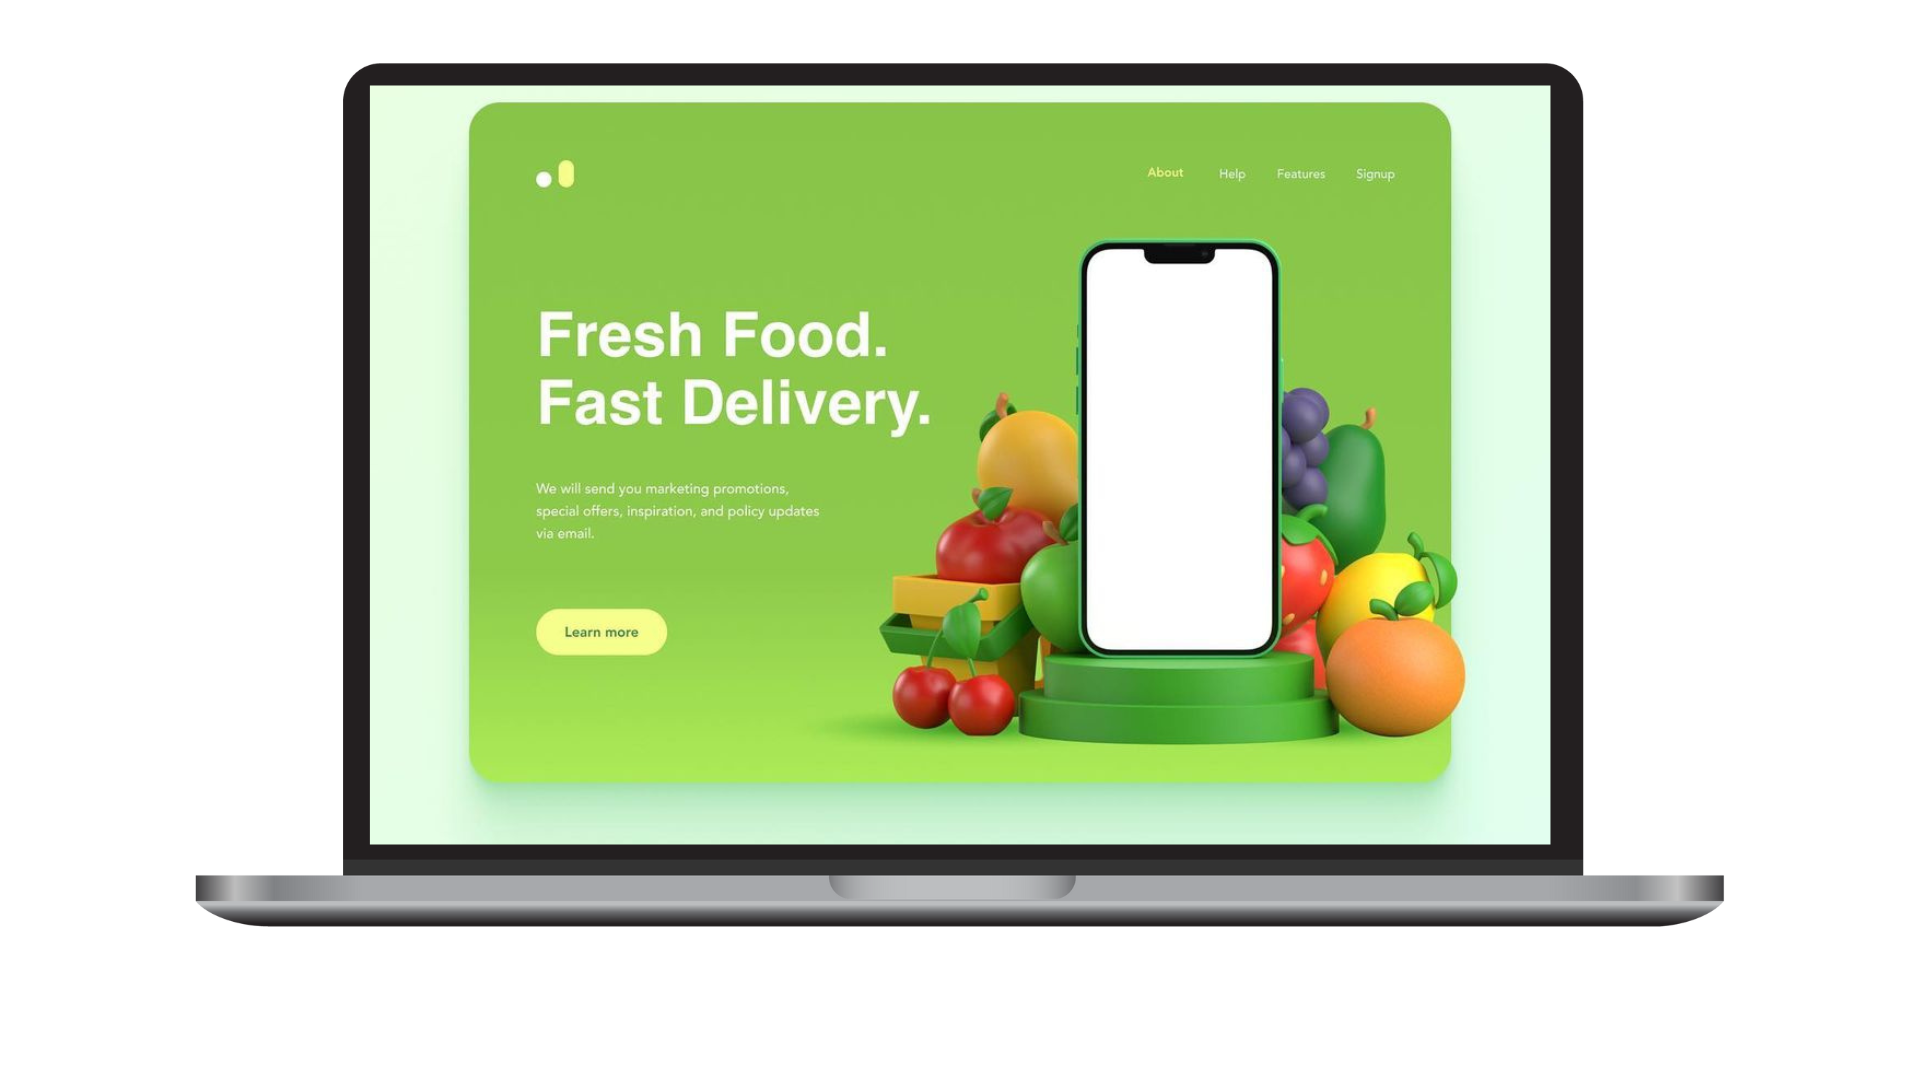 About Help Features Signup
Fresh Food.
Fast Delivery.
We will send you marketing promotions,
special offers, inspiration, and policy updates
via email.
Learn more